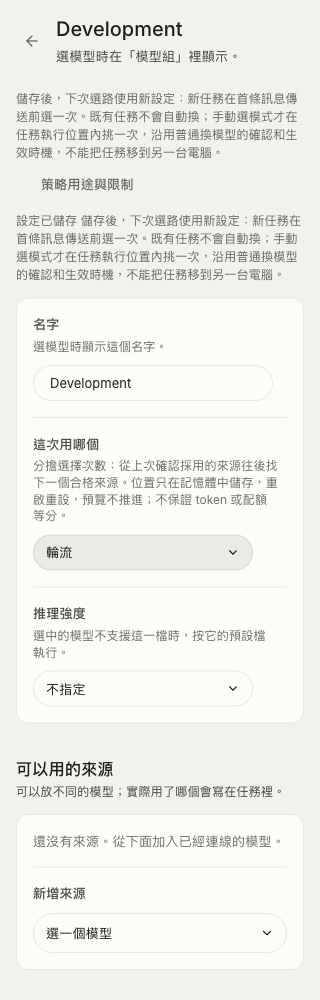 Development
選模型時在「模型組」裡顯示。
儲存後，下次選路使用新設定：新任務在首條訊息傳
送前選一次。既有任務不會自動換；手動選模式才在
任務執行位置內挑一次，沿用普通換模型的確認和生
效時機，不能把任務移到另一台電腦。
策略用途與限制
設定已儲存 儲存後，下次選路使用新設定：新任務在
首條訊息傳送前選一次。既有任務不會自動換；手動
選模式才在任務執行位置內挑一次，沿用普通換模型
的確認和生效時機，不能把任務移到另一台電腦。
名字
選模型時顯示這個名字。
Development
這次用哪個
分擔選擇次數：從上次確認採用的來源往後找
下一個合格來源。位置只在記憶體中儲存，重
啟重設，預覽不推進；不保證 token 或配額
等分。
輪流
推理強度
選中的模型不支援這一檔時，按它的預設檔
執行。
不指定
可以用的來源
可以放不同的模型；實際用了哪個會寫在任務裡。
還沒有來源。從下面加入已經連線的模型。
新增來源
選一個模型